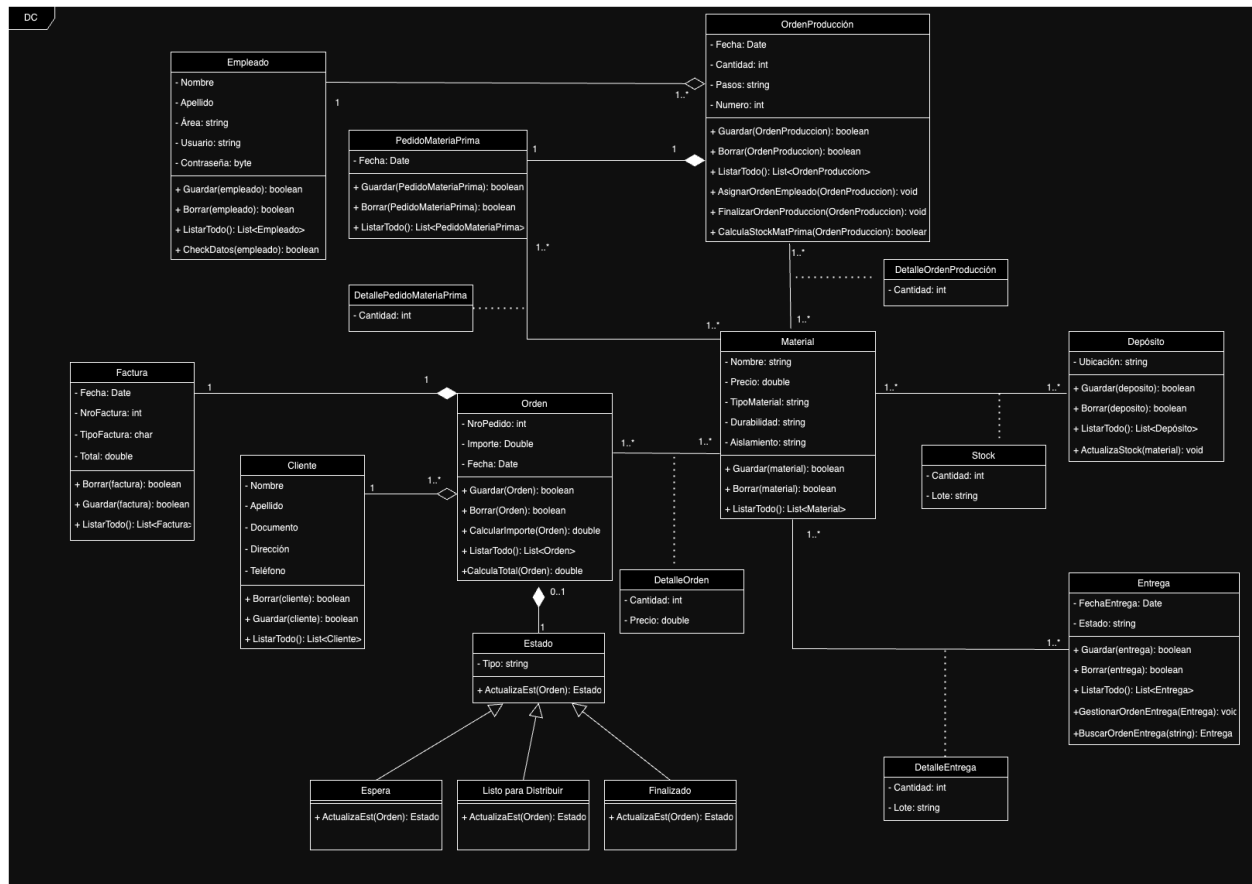 DC
OrdenProducción
- Fecha: Date
- Cantidad: int
- Pasos: string
- Numero: int
+ Guardar(OrdenProduccion): boolean
+ Borrar(OrdenProduccion): boolean
+ ListarTodo(): List<OrdenProduccion>
+ AsignarOrdenEmpleado(OrdenProduccion): void
+ FinalizarOrdenProduccion(OrdenProduccion): void
+ CalculaStockMatPrima(OrdenProduccion): boolear
Empleado
- Nombre
- Apellido
- Área: string
- Usuario: string
- Contraseña: byte
+ Guardar(empleado): boolean
+ Borrar(empleado): boolean
+ ListarTodo(): List<Empleado>
+ CheckDatos(empleado): boolean
1
1..*
PedidoMateriaPrima
- Fecha: Date
+ Guardar(PedidoMateriaPrima): boolean
+ Borrar(PedidoMateriaPrima): boolean
+ ListarTodo(): List<PedidoMateriaPrima>
1
1
1..*
1..*
DetallePedidoMateriaPrima
- Cantidad: int
1..*
1..*
DetalleOrdenProducción
- Cantidad: int
Material
- Nombre: string
- Precio: double
- TipoMaterial: string
- Durabilidad: string
- Aislamiento: string
+ Guardar(material): boolean
+ Borrar(material): boolean
+ ListarTodo(): List<Material>
1..*
1..*
Depósito
- Ubicación: string
+ Guardar(deposito): boolean
+ Borrar(deposito): boolean
+ ListarTodo(): List<Depósito>
+ ActualizaStock(material): void
Stock
- Cantidad: int
- Lote: string
Factura
- Fecha: Date
- NroFactura: int
- TipoFactura: char
- Total: double
+ Borrar(factura): boolean
+ Guardar(factura): boolean
+ ListarTodo(): List<Factura>
1
1
Orden
- NroPedido: int
- Importe: Double
- Fecha: Date
+ Guardar(Orden): boolean
+ Borrar(Orden): boolean
+ CalcularImporte(Orden): double
+ ListarTodo(): List<Orden>
+CalculaTotal(Orden): double
1..*
1..*
Cliente
- Nombre
- Apellido
- Documento
- Dirección
- Teléfono
+ Borrar(cliente): boolean
+ Guardar(cliente): boolean
+ ListarTodo(): List<Cliente>
1
1..*
DetalleOrden
- Cantidad: int
- Precio: double
0..1
1
Estado
- Tipo: string
+ ActualizaEst(Orden): Estado
Espera
+ ActualizaEst(Orden): Estado
Listo para Distribuir
+ ActualizaEst(Orden): Estado
Finalizado
+ ActualizaEst(Orden): Estado
1..*
1..*
Entrega
- FechaEntrega: Date
- Estado: string
+ Guardar(entrega): boolean
+ Borrar(entrega): boolean
+ ListarTodo(): List<Entrega>
+GestionarOrdenEntrega(Entrega): voic
+BuscarOrdenEntrega(string): Entrega
DetalleEntrega
- Cantidad: int
- Lote: string